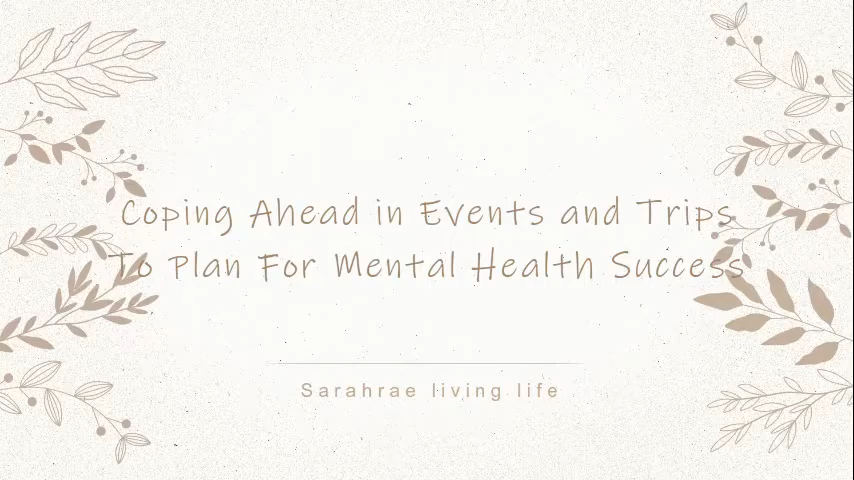 Coping Ahead in Events and Trips
To Plan For Mental Health Success
Sarahrae living life